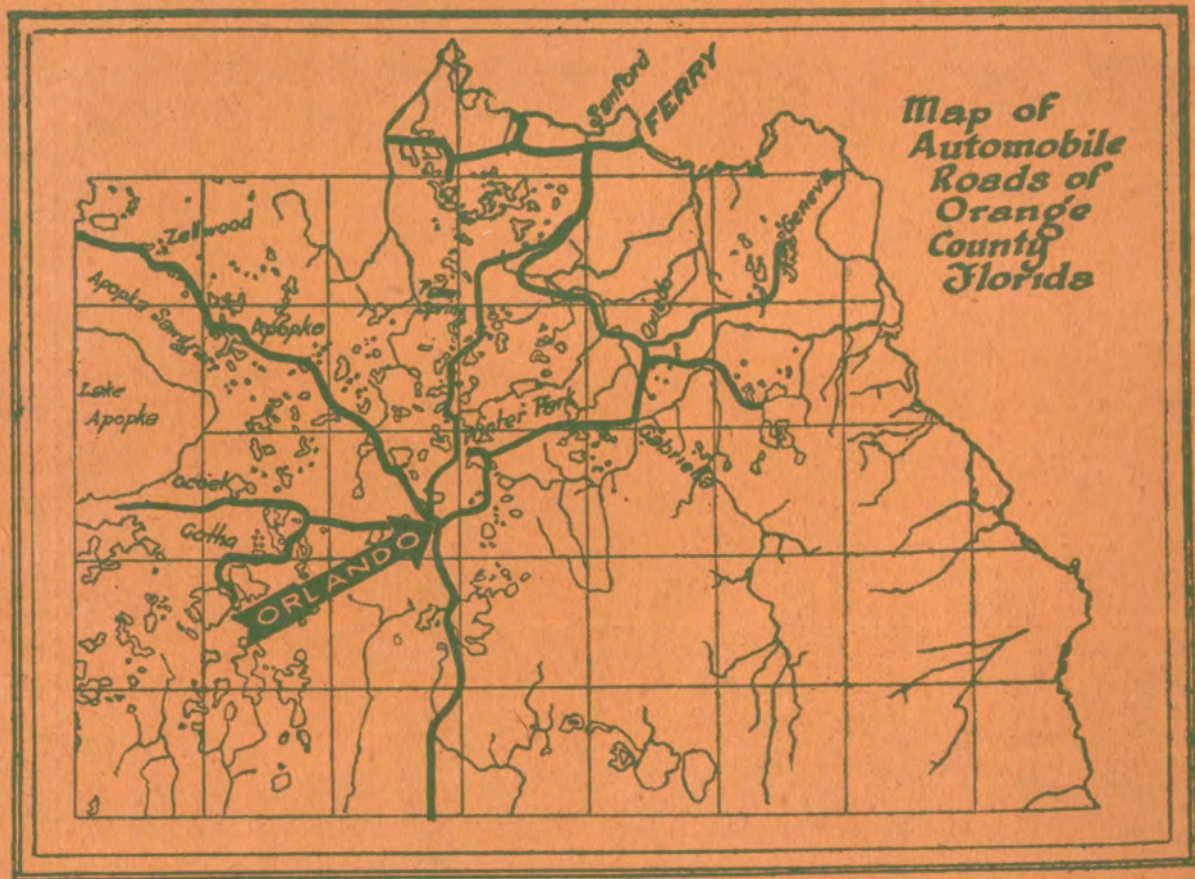 Map of
Automobile
Roads of
Orange
County
Florida
Sanford
FERRY
Zellwood
Geneva
Apopka
Apopka
Oviedo
Lake
Apopka
Winter Park
Gabriella
Ocoee
Gotha
ORLANDO